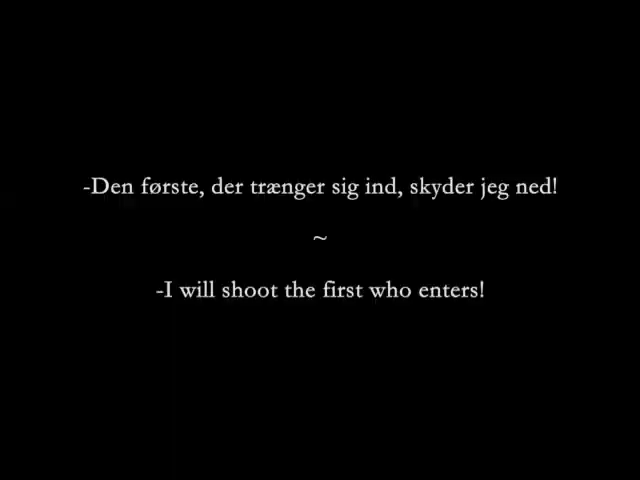 -Den første, der trænger sig ind, skyder jeg ned!
~
-I will shoot the first who enters!